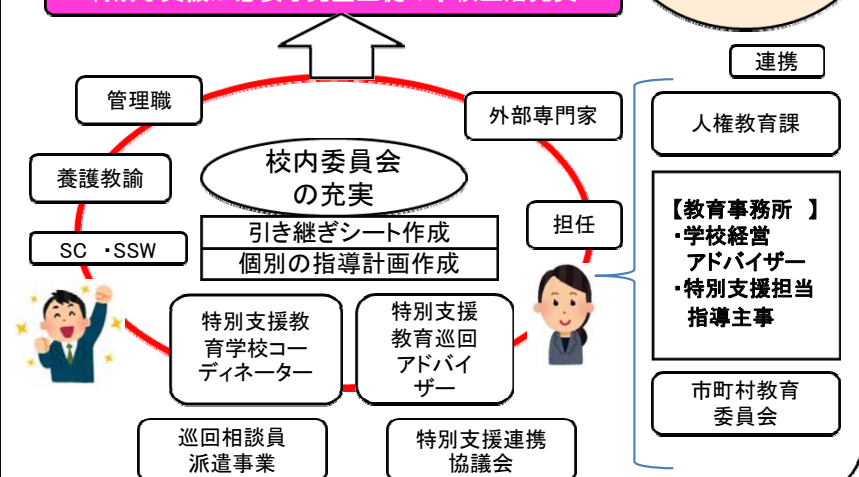 連携
管理職
外部専門家
人権教育課
校内委員会
の充実
養護教諭
引き継ぎシート作成
個別の指導計画作成
担任
SC ・SSW
【教育事務所 】
・学校経営
アドバイザー
・特別支援担当
指導主事
特別支援教
育学校コー
ディネーター
特別支援
教育巡回
アドバイ
ザー
市町村教育
委員会
巡回相談員
派遣事業
特別支援連携
協議会